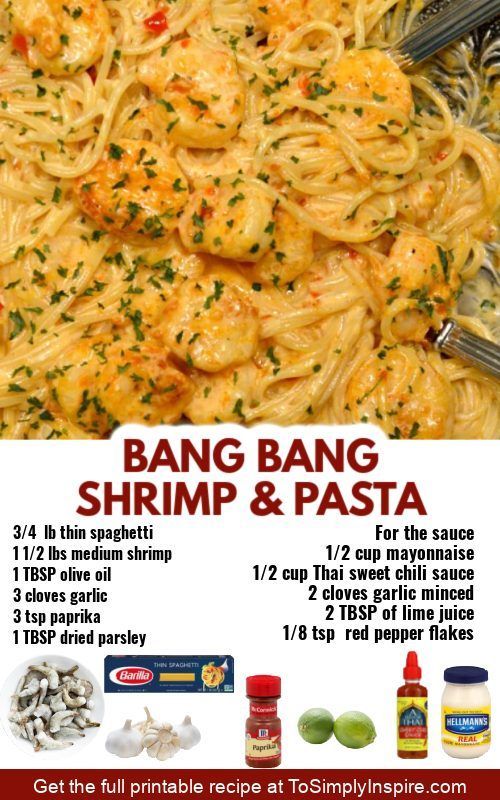 BANG BANG
SHRIMP & PASTA
3/4 lb thin spaghetti
1 1/2 lbs medium shrimp
1 TBSP olive oil
3 cloves garlic
3 tsp paprika
1 TBSP dried parsley
For the sauce
1/2 cup mayonnaise
1/2 cup Thai sweet chili sauce
2 cloves garlic minced
2 TBSP of lime juice
1/8 tsp red pepper flakes
Barilla
THIN SPAGHETTI
McCormick
Paprika
THAI
HELLMANN'S
REAL
Get the full printable recipe at ToSimplyInspire.com